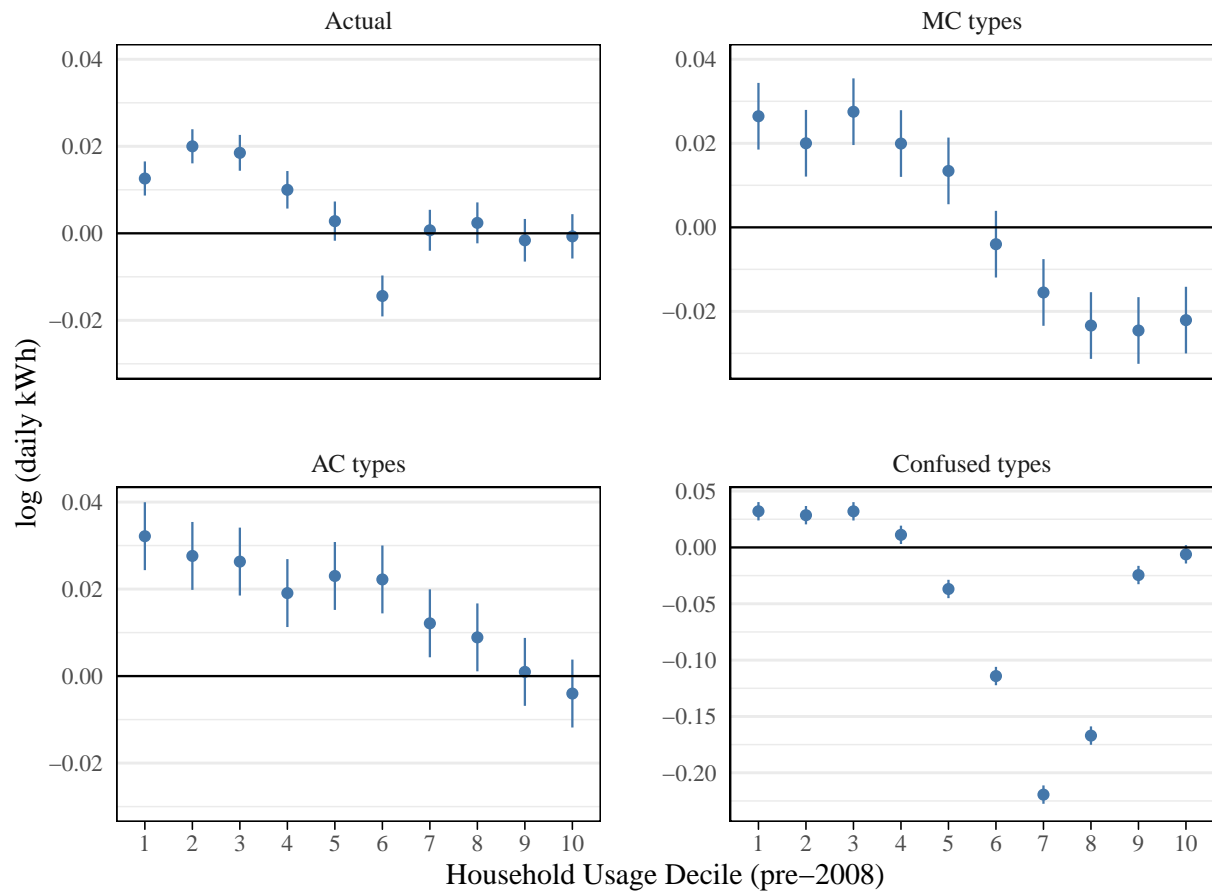 Actual
MC types
0.04
0.02
0.00
−0.02
0.04
0.02
0.00
−0.02
AC types
Confused types
0.04
0.02
0.00
−0.02
0.05
0.00
−0.05
−0.10
−0.15
−0.20
1 2 3 4 5 6 7 8 9 10
1 2 3 4 5 6 7 8 9 10
log (daily kWh)
Household Usage Decile (pre−2008)